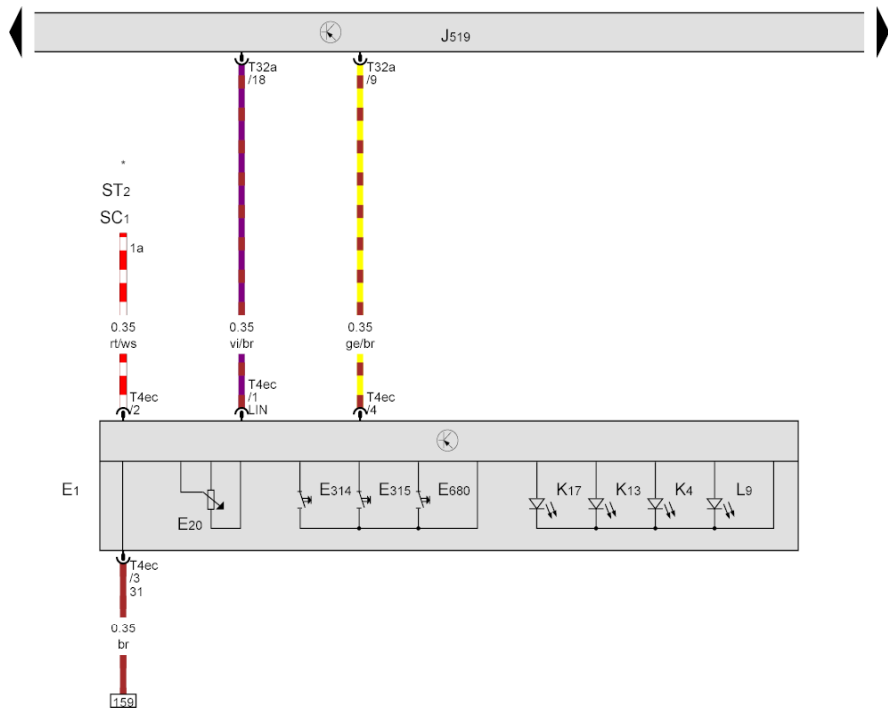 J519
T32a
/18
T32a
/9
*
ST2
SC1
1a
0.35
rt/ws
0.35
vi/br
0.35
ge/br
T4ec
/2
T4ec
/1
LIN
T4ec
/4
E1
E20
E314
E315
E680
K17
K13
K4
L9
T4ec
/3
31
0.35
br
159